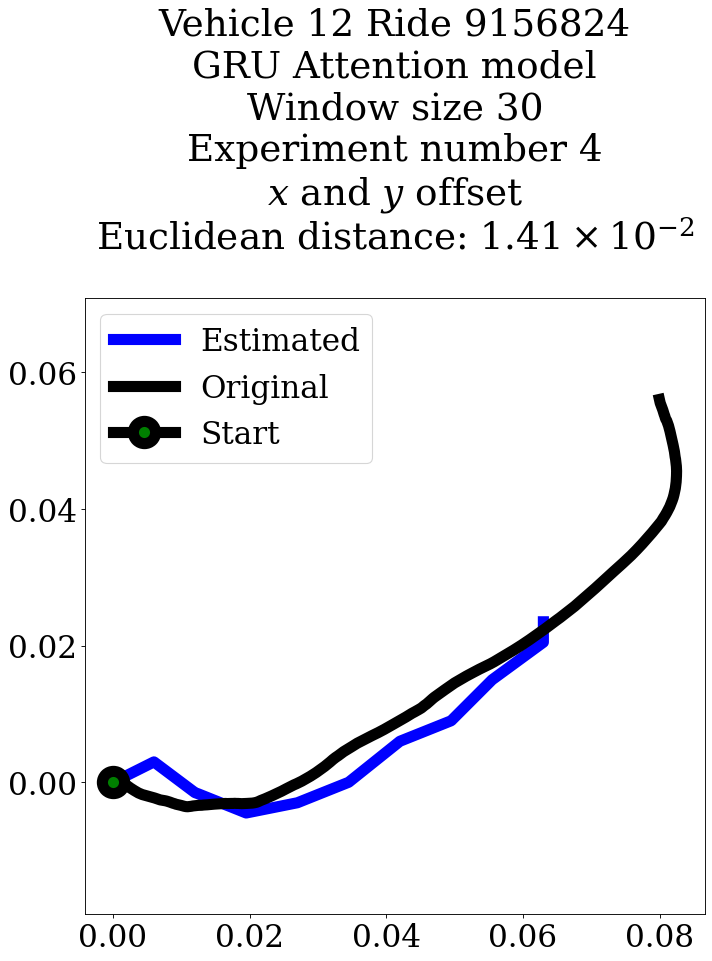 Vehicle 12 Ride 9156824
GRU Attention model
Window size 30
Experiment number 4
x and y offset
Euclidean distance: 1.41 × 10⁻²
Estimated
Original
Start
0.06
0.04
0.02
0.00
0.00 0.02 0.04 0.06 0.08